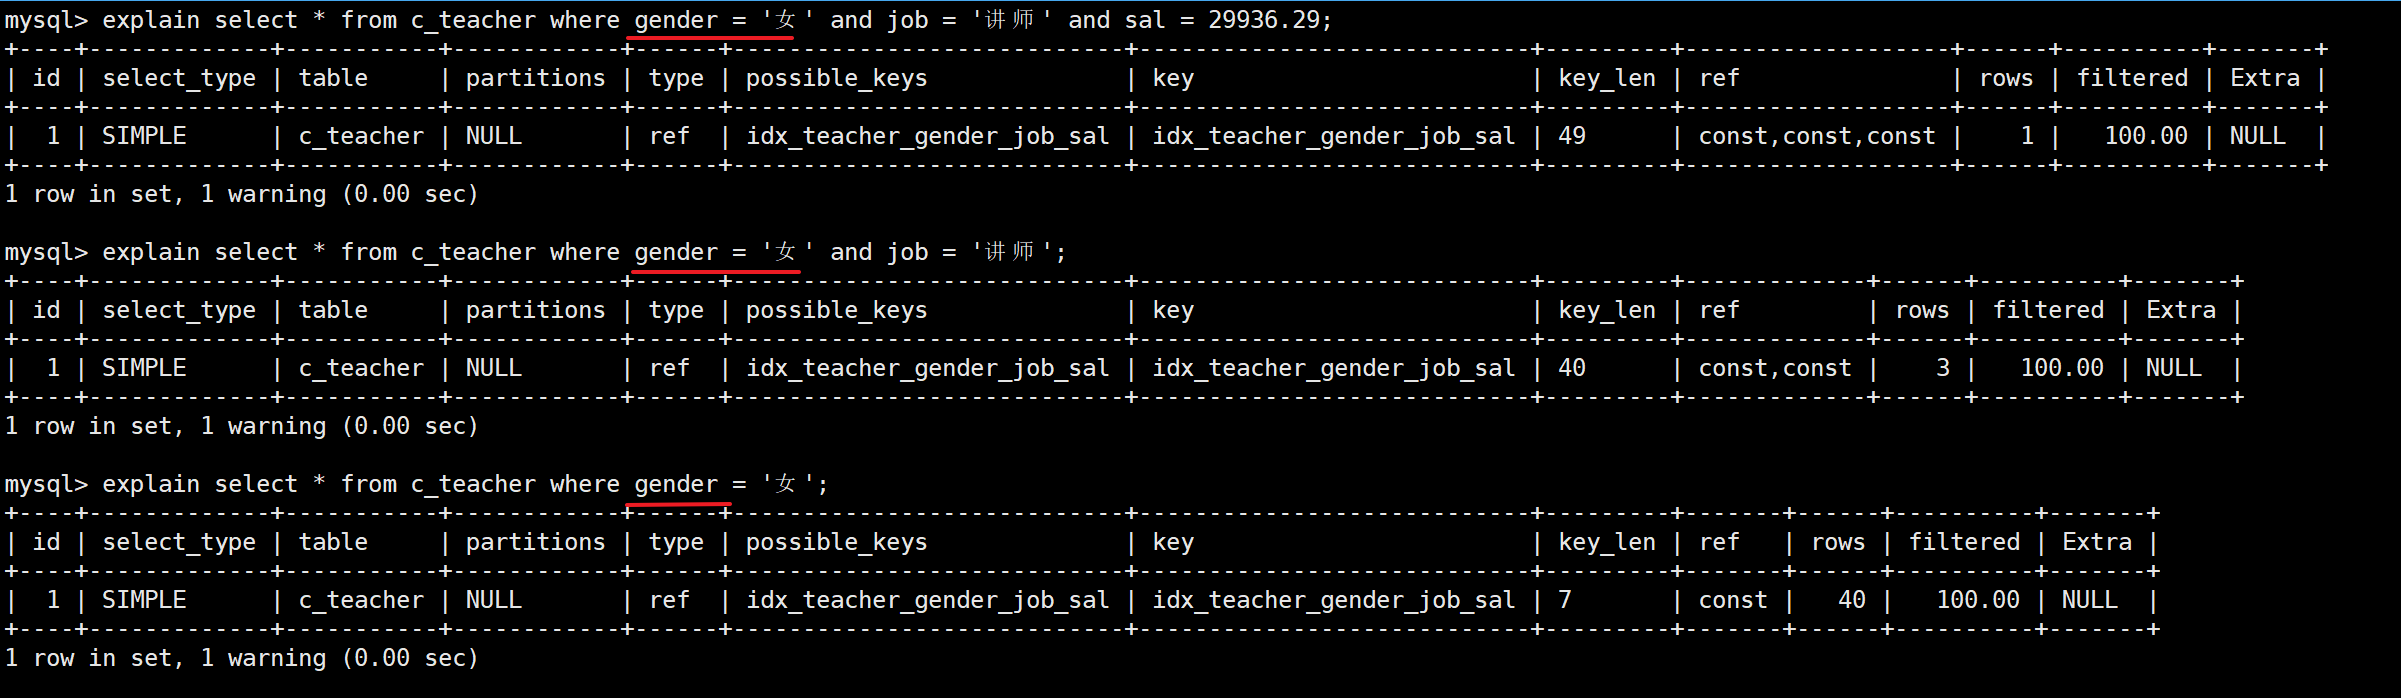 mysql> explain select * from c_teacher where gender = '女' and job = '讲师' and sal = 29936.29;
+----+-------------+-----------+------------+------+----------------------------+----------------------------+---------+-------------------+------+----------+-------+
| id | select_type | table     | partitions | type | possible_keys              | key                        | key_len | ref               | rows | filtered | Extra |
+----+-------------+-----------+------------+------+----------------------------+----------------------------+---------+-------------------+------+----------+-------+
|  1 | SIMPLE      | c_teacher | NULL       | ref  | idx_teacher_gender_job_sal | idx_teacher_gender_job_sal | 49      | const,const,const |    1 |   100.00 | NULL  |
+----+-------------+-----------+------------+------+----------------------------+----------------------------+---------+-------------------+------+----------+-------+
1 row in set, 1 warning (0.00 sec)
mysql> explain select * from c_teacher where gender = '女' and job = '讲师';
+----+-------------+-----------+------------+------+----------------------------+----------------------------+---------+-------------+------+----------+-------+
| id | select_type | table     | partitions | type | possible_keys              | key                        | key_len | ref         | rows | filtered | Extra |
+----+-------------+-----------+------------+------+----------------------------+----------------------------+---------+-------------+------+----------+-------+
|  1 | SIMPLE      | c_teacher | NULL       | ref  | idx_teacher_gender_job_sal | idx_teacher_gender_job_sal | 40      | const,const |    3 |   100.00 | NULL  |
+----+-------------+-----------+------------+------+----------------------------+----------------------------+---------+-------------+------+----------+-------+
1 row in set, 1 warning (0.00 sec)
mysql> explain select * from c_teacher where gender = '女';
+----+-------------+-----------+------------+------+----------------------------+----------------------------+---------+-------+------+----------+-------+
| id | select_type | table     | partitions | type | possible_keys              | key                        | key_len | ref   | rows | filtered | Extra |
+----+-------------+-----------+------------+------+----------------------------+----------------------------+---------+-------+------+----------+-------+
|  1 | SIMPLE      | c_teacher | NULL       | ref  | idx_teacher_gender_job_sal | idx_teacher_gender_job_sal | 7       | const |   40 |   100.00 | NULL  |
+----+-------------+-----------+------------+------+----------------------------+----------------------------+---------+-------+------+----------+-------+
1 row in set, 1 warning (0.00 sec)